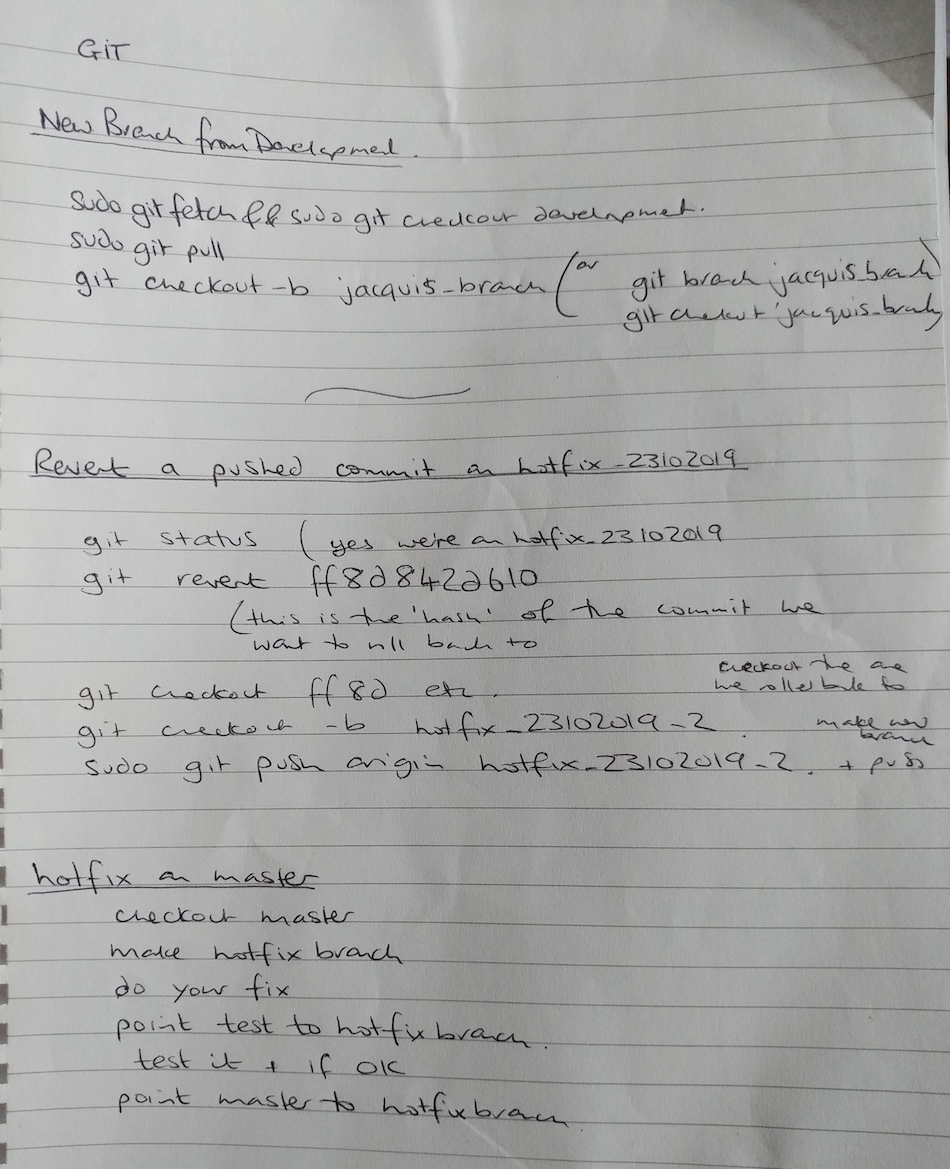 GIT
New Branch from Development.
sudo git fetch && sudo git checkout development.
sudo git pull
git checkout -b jacquis_branch (or git branch jacquis_branch)
git checkout jacquis_branch)
Revert a pushed commit on hotfix_23102019
git status (yes we're on hotfix_23102019
git revert ff8d842d610
(this is the 'hash' of the commit we
want to roll back to
git checkout ff8d etc. checkout the one
we rolled back to
git checkout -b hotfix_23102019_2. make new
branch
sudo git push origin hotfix_23102019_2. + push
hotfix on master
checkout master
make hotfix branch
do your fix
point test to hotfix branch.
test it + if OK
point master to hotfix branch.